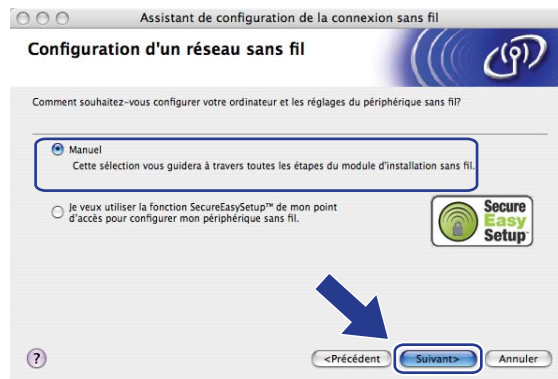 Assistant de configuration de la connexion sans fil
Configuration d'un réseau sans fil
Comment souhaitez-vous configurer votre ordinateur et les réglages du périphérique sans fil?
Manuel
Cette sélection vous guidera à travers toutes les étapes du module d'installation sans fil.
Je veux utiliser la fonction SecureEasySetup™ de mon point
d'accès pour configurer mon périphérique sans fil.
Secure
Easy
Setup™
?
<Précédent
Suivant>
Annuler